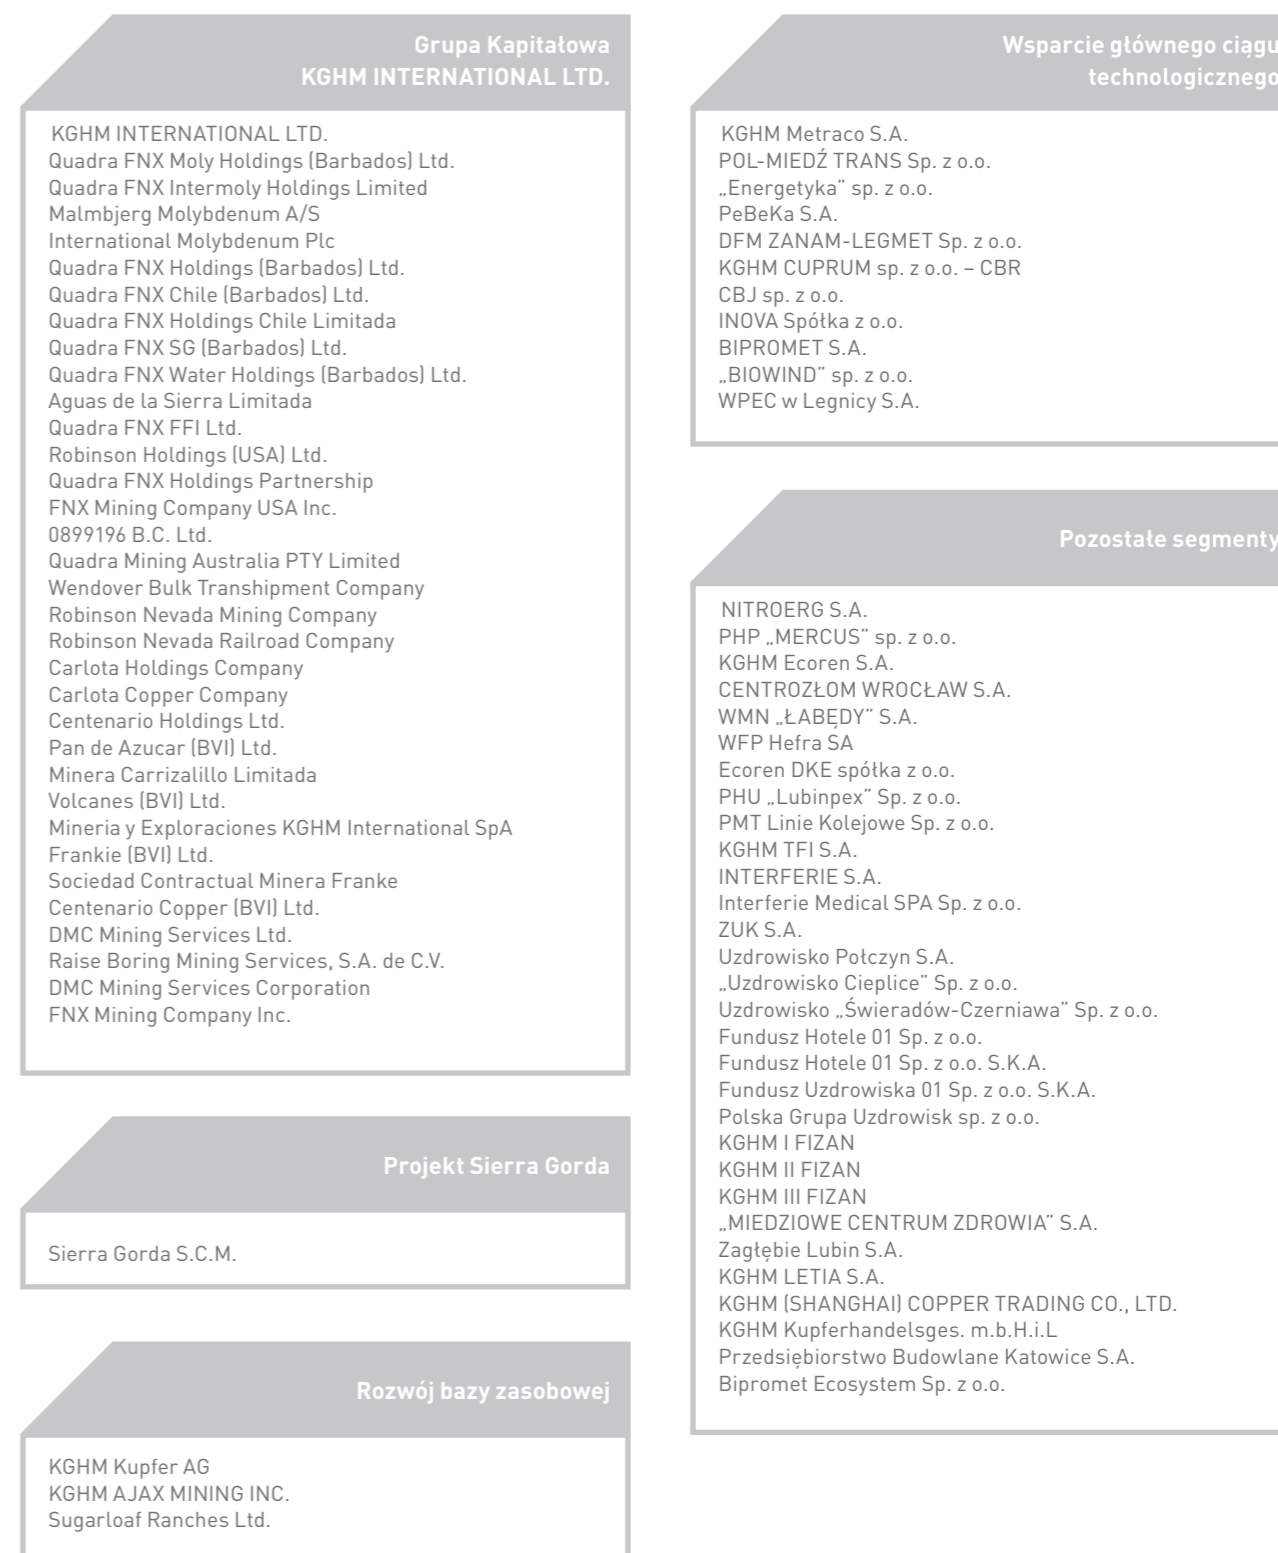 Grupa Kapitałowa
KGHM INTERNATIONAL LTD.
KGHM INTERNATIONAL LTD.
Quadra FNX Moly Holdings (Barbados) Ltd.
Quadra FNX Intermoly Holdings Limited
Malmbjerg Molybdenum A/S
International Molybdenum Plc
Quadra FNX Holdings (Barbados) Ltd.
Quadra FNX Chile (Barbados) Ltd.
Quadra FNX Holdings Chile Limitada
Quadra FNX SG (Barbados) Ltd.
Quadra FNX Water Holdings (Barbados) Ltd.
Aguas de la Sierra Limitada
Quadra FNX FFI Ltd.
Robinson Holdings (USA) Ltd.
Quadra FNX Holdings Partnership
FNX Mining Company USA Inc.
0899196 B.C. Ltd.
Quadra Mining Australia PTY Limited
Wendover Bulk Transhipment Company
Robinson Nevada Mining Company
Robinson Nevada Railroad Company
Carlota Holdings Company
Carlota Copper Company
Centenario Holdings Ltd.
Pan de Azucar (BVI) Ltd.
Minera Carrizalillo Limitada
Volcanes (BVI) Ltd.
Mineria y Exploraciones KGHM International SpA
Frankie (BVI) Ltd.
Sociedad Contractual Minera Franke
Centenario Copper (BVI) Ltd.
DMC Mining Services Ltd.
Raise Boring Mining Services, S.A. de C.V.
DMC Mining Services Corporation
FNX Mining Company Inc.
Projekt Sierra Gorda
Sierra Gorda S.C.M.
Rozwój bazy zasobowej
KGHM Kupfer AG
KGHM AJAX MINING INC.
Sugarloaf Ranches Ltd.
Wsparcie głównego ciągu
technologicznego
KGHM Metraco S.A.
POL-MIEDŹ TRANS Sp. z o.o.
„Energetyka” sp. z o.o.
PeBeKa S.A.
DFM ZANAM-LEGMET Sp. z o.o.
KGHM CUPRUM sp. z o.o. – CBR
CBJ sp. z o.o.
INOVA Spółka z o.o.
BIPROMET S.A.
„BIOWIND” sp. z o.o.
WPEC w Legnicy S.A.
Pozostałe segmenty
NITROERG S.A.
PHP „MERCUS” sp. z o.o.
KGHM Ecoren S.A.
CENTROZŁOM WROCŁAW S.A.
WMN „ŁABĘDY” S.A.
WFP Hefra SA
Ecoren DKE spółka z o.o.
PHU „Lubinpex” Sp. z o.o.
PMT Linie Kolejowe Sp. z o.o.
KGHM TFI S.A.
INTERFERIE S.A.
Interferie Medical SPA Sp. z o.o.
ZUK S.A.
Uzdrowisko Połczyn S.A.
„Uzdrowisko Cieplice” Sp. z o.o.
Uzdrowisko „Świeradów-Czerniawa” Sp. z o.o.
Fundusz Hotele 01 Sp. z o.o.
Fundusz Hotele 01 Sp. z o.o. S.K.A.
Fundusz Uzdrowiska 01 Sp. z o.o. S.K.A.
Polska Grupa Uzdrowisk sp. z o.o.
KGHM I FIZAN
KGHM II FIZAN
KGHM III FIZAN
„MIEDZIOWE CENTRUM ZDROWIA” S.A.
Zagłębie Lubin S.A.
KGHM LETIA S.A.
KGHM (SHANGHAI) COPPER TRADING CO., LTD.
KGHM Kupferhandelsges. m.b.H.i.L
Przedsiębiorstwo Budowlane Katowice S.A.
Bipromet Ecosystem Sp. z o.o.